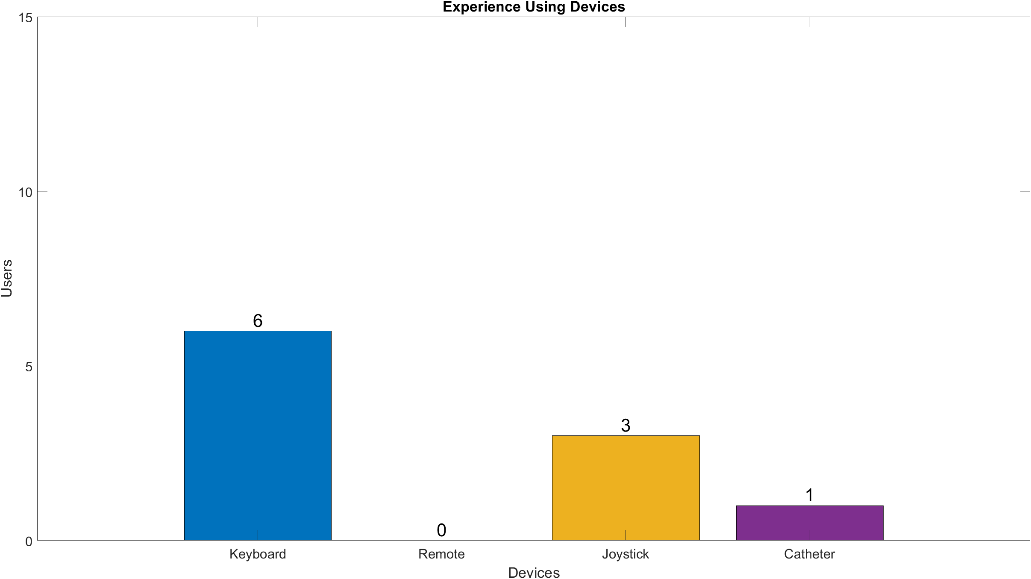 Experience Using Devices
15
10
5
0
Users
6
0
3
1
Keyboard
Remote
Joystick
Catheter
Devices